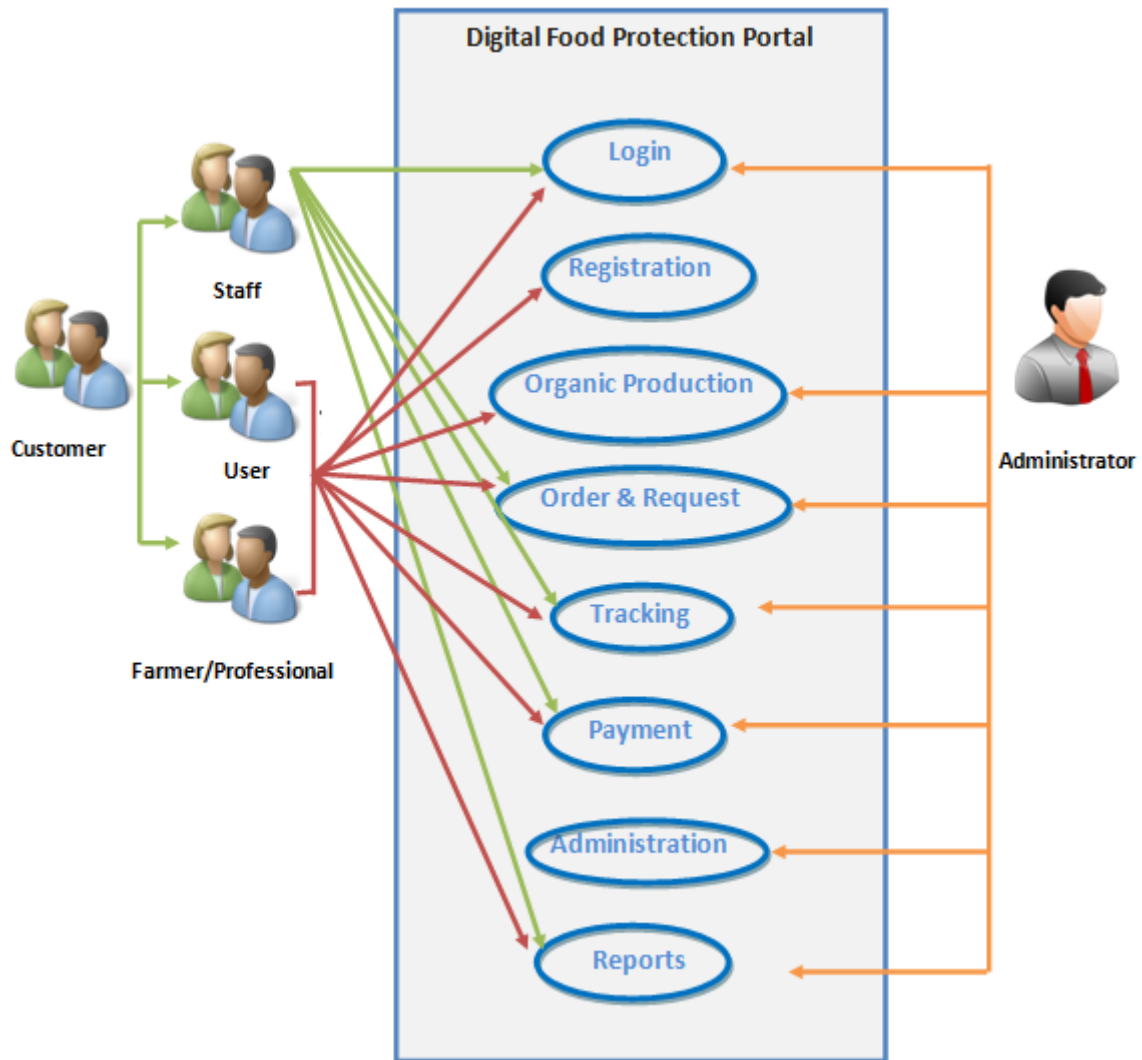 Digital Food Protection Portal
Login
Registration
Staff
Organic Production
Customer
User
Administrator
Order & Request
Tracking
Farmer/Professional
Payment
Administration
Reports